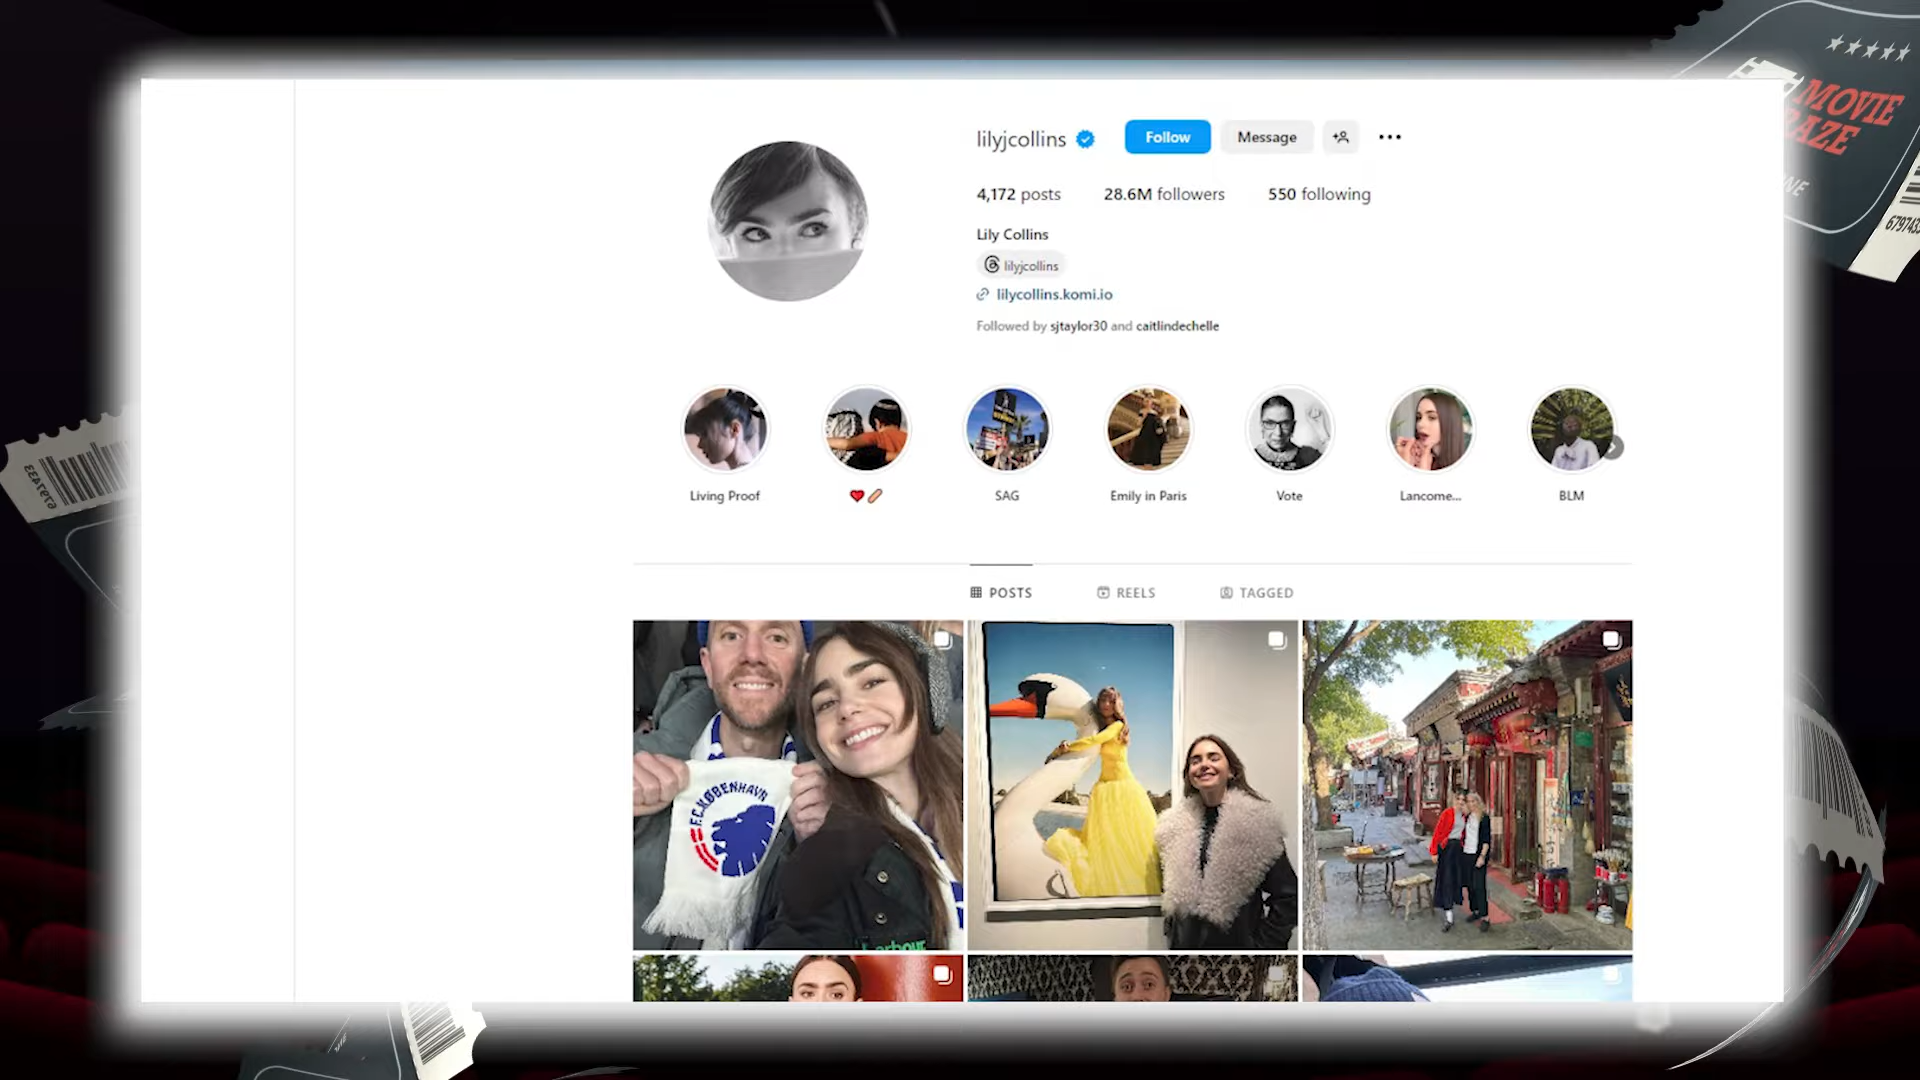 lilyjcollins
Follow
Message
4,172 posts
28.6M followers
550 following
Lily Collins
lilyjcollins
lilycollins.komi.io
Followed by sjtaylor30 and caitlindechelle
Living Proof
SAG
Emily in Paris
Vote
Lancome...
BLM
POSTS
REELS
TAGGED
F.C. KØBENHAVN
MOVIE